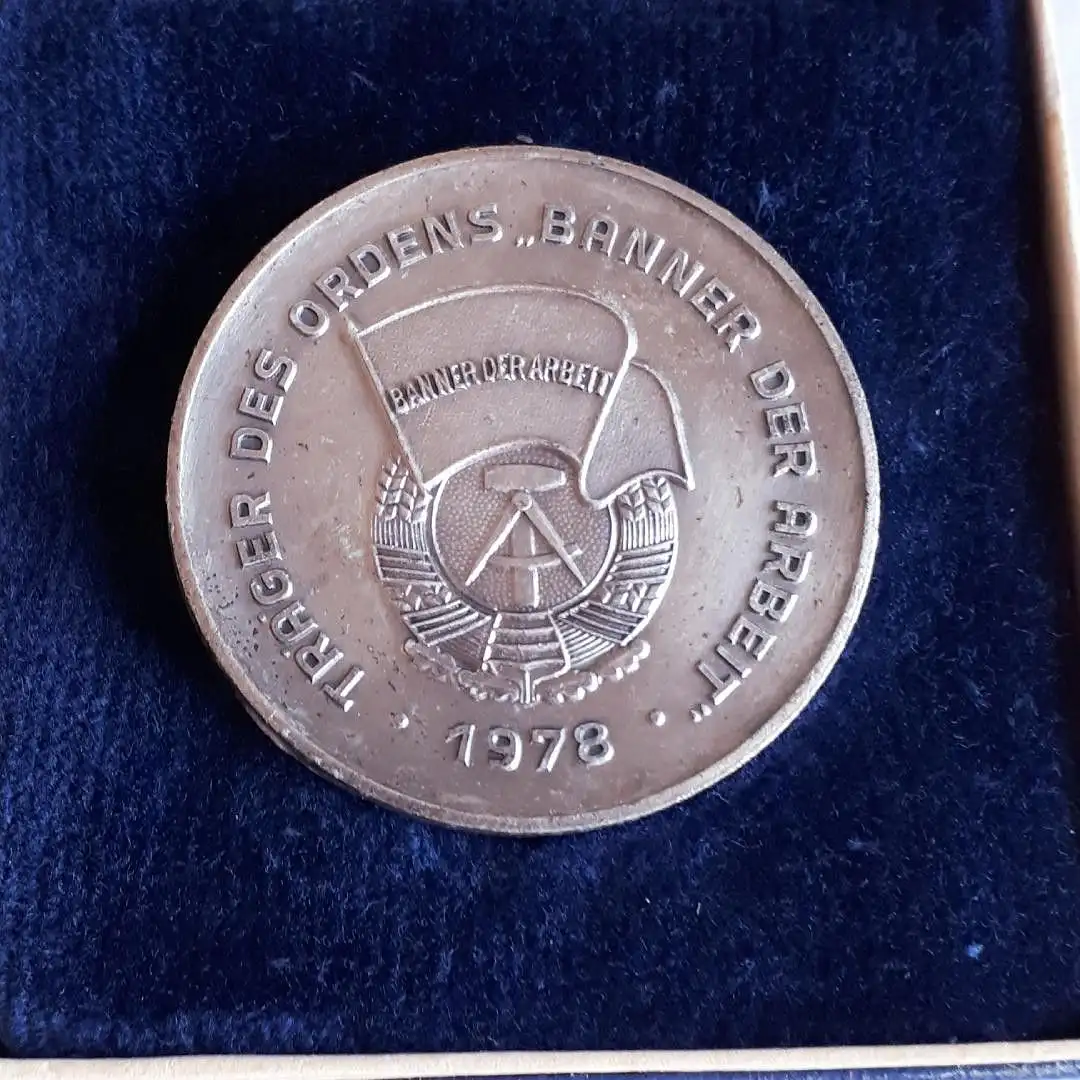 TRÄGER DES ORDENS „BANNER DER ARBEIT"
BANNER DER ARBEIT
· 1978 ·